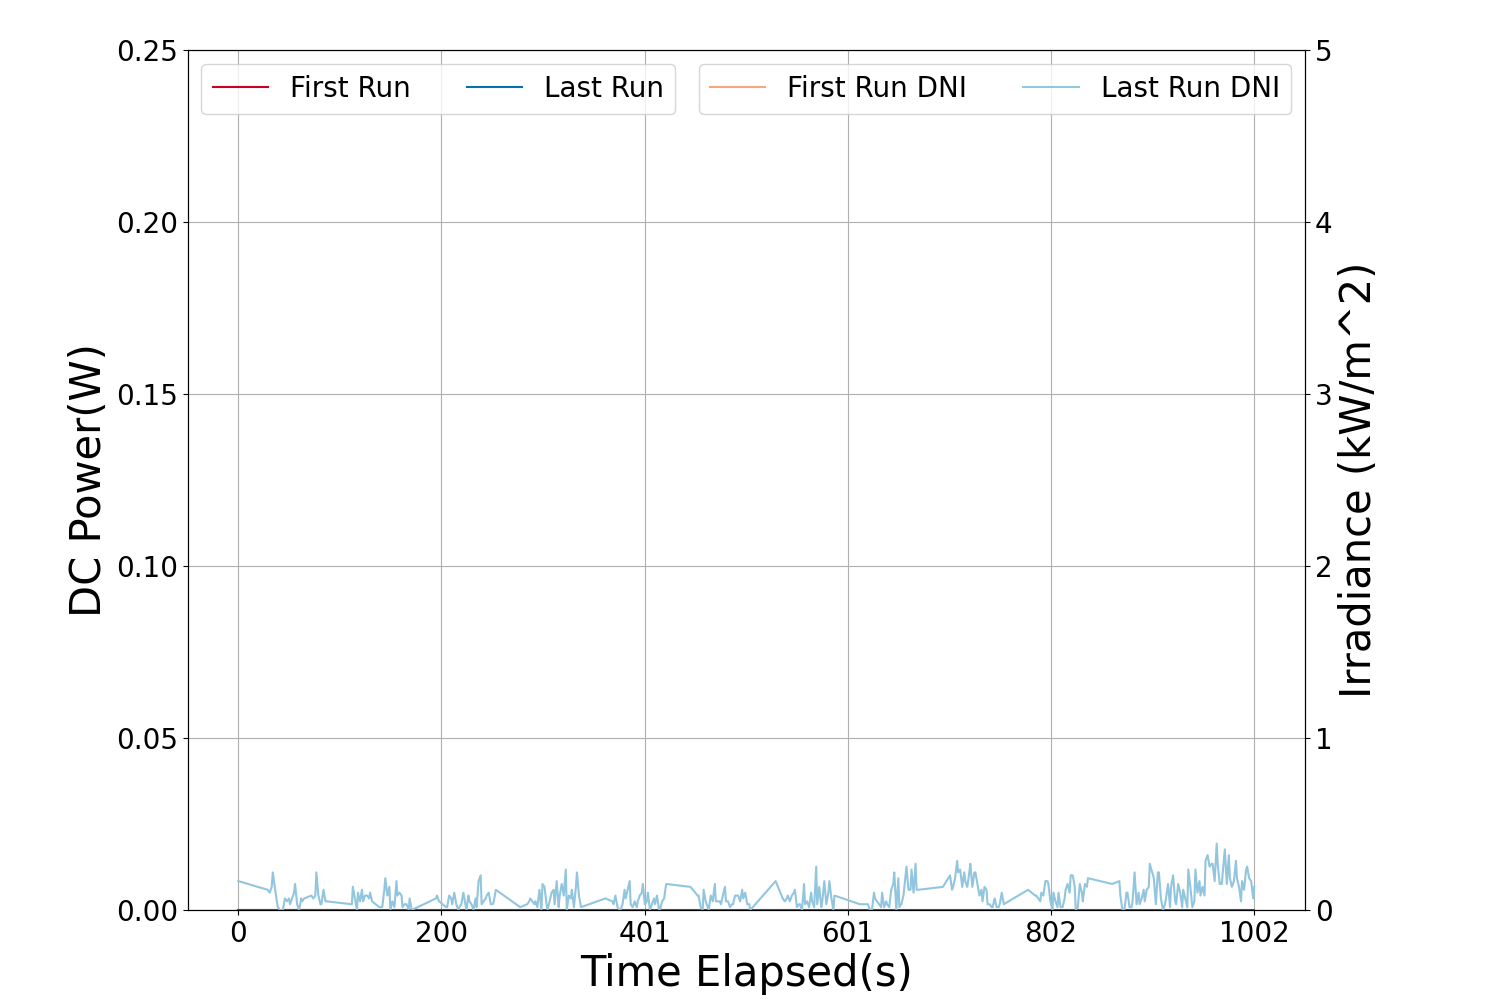 First Run
Last Run
First Run DNI
Last Run DNI
DC Power(W)
0.25
0.20
0.15
0.10
0.05
0.00
5
4
3
2
1
0
Irradiance (kW/m^2)
0 200 401 601 802 1002
Time Elapsed(s)